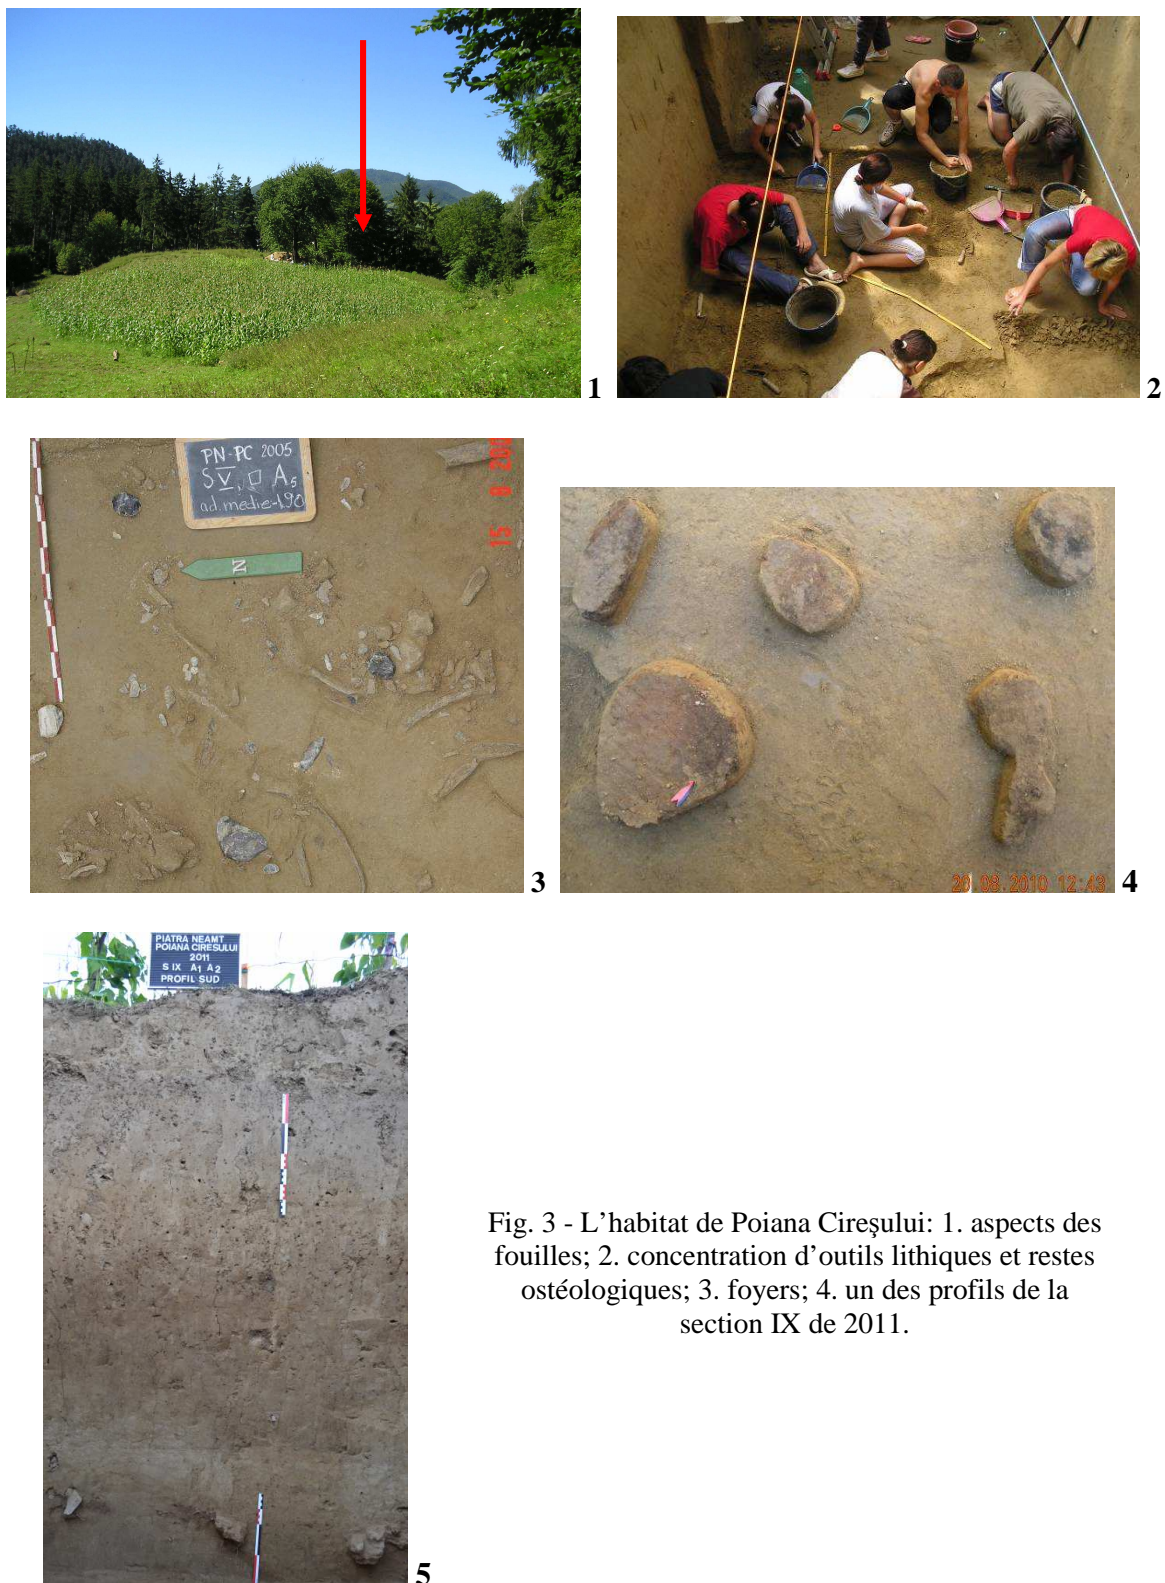 1
2
PN-PC 2005
S V, □ A5
ad. medie-1.90
N
15 8 200
3
20 08 2010 12:43
4
PIATRA NEAMT
POIANA CIRESULUI
2011
S IX A1 A2
PROFIL SUD
5
Fig. 3 - L’habitat de Poiana Cireşului: 1. aspects des
fouilles; 2. concentration d’outils lithiques et restes
ostéologiques; 3. foyers; 4. un des profils de la
section IX de 2011.